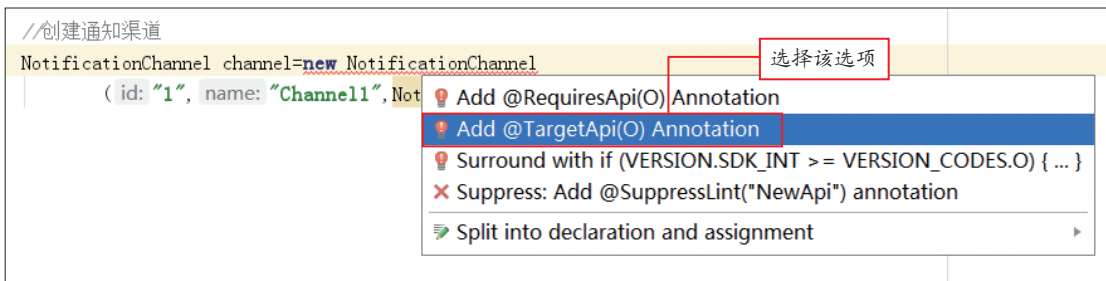 //创建通知渠道
NotificationChannel channel=new NotificationChannel
选择该选项
( id: "1", name: "Channel1",Not
Add @RequiresApi(O) Annotation
Add @TargetApi(O) Annotation
Surround with if (VERSION.SDK_INT >= VERSION_CODES.O) { ... }
Suppress: Add @SuppressLint("NewApi") annotation
Split into declaration and assignment